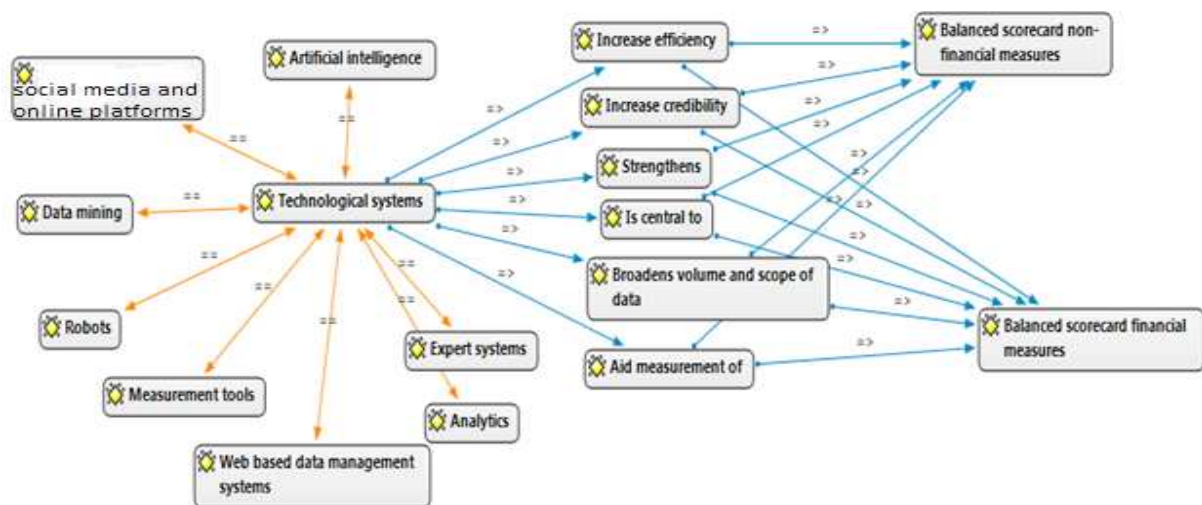 Artificial intelligence
social media and
online platforms
==
==
Data mining
==
Technological systems
==
Robots
==
Measurement tools
==
Web based data management
systems
==
Expert systems
==
Analytics
=>
=>
=>
=>
=>
=>
Increase efficiency
Increase credibility
Strengthens
Is central to
Broadens volume and scope of
data
Aid measurement of
=>
=>
=>
=>
=>
=>
=>
=>
=>
=>
=>
=>
Balanced scorecard non-
financial measures
Balanced scorecard financial
measures